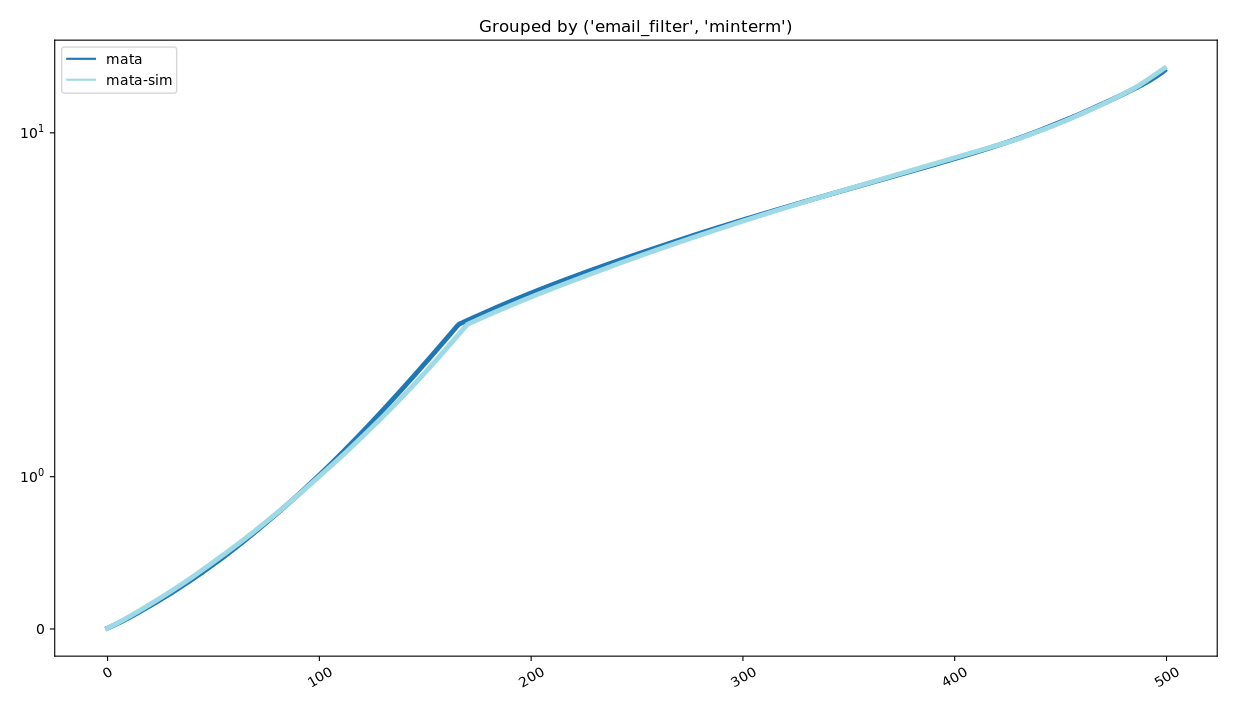 Grouped by ('email_filter', 'minterm')
mata
mata-sim
10¹
10⁰
0
0 100 200 300 400 500